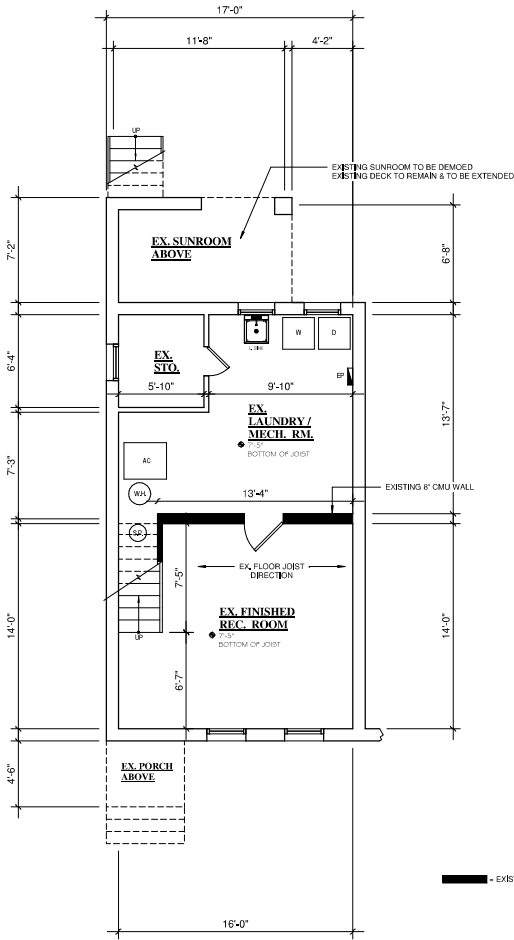 17'-0"
11'-8"
4'-2"
UP
EXISTING SUNROOM TO BE DEMOED
EXISTING DECK TO REMAIN & TO BE EXTENDED
7'-2"
EX. SUNROOM
ABOVE
6'-8"
W
D
6'-4"
EX.
STO.
EP
5'-10"
9'-10"
13'-7"
EX.
LAUNDRY /
MECH. RM.
7'-5"
BOTTOM OF JOIST
7'-3"
AC
W.H.
13'-4"
EXISTING 8" CMU WALL
S.P.
7'-5"
EX. FLOOR JOIST
DIRECTION
14'-0"
14'-0"
EX. FINISHED
REC. ROOM
UP
7'-5"
BOTTOM OF JOIST
6'-7"
4'-6"
EX. PORCH
ABOVE
= EXIS
16'-0"